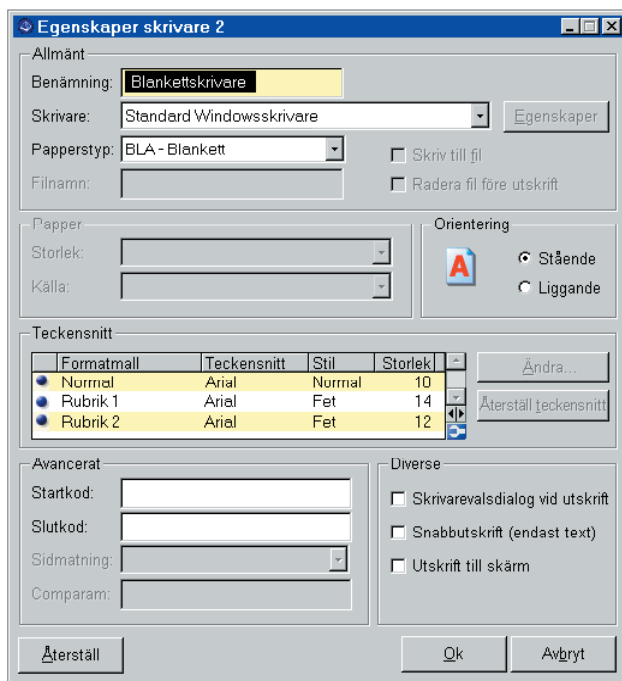 Egenskaper skrivare 2
Allmänt
Benämning: Blankettskrivare
Skrivare: Standard Windowsskrivare Egenskaper
Papperstyp: BLA - Blankett Skriv till fil
Filnamn: Radera fil före utskrift
Papper
Storlek:
Källa:
Orientering
Stående
Liggande
Teckensnitt
Formatmall Teckensnitt Stil Storlek
Normal Arial Normal 10
Rubrik 1 Arial Fet 14
Rubrik 2 Arial Fet 12
Ändra...
Återställ teckensnitt
Avancerat
Startkod:
Slutkod:
Sidmatning:
Comparam:
Diverse
Skrivarevalsdialog vid utskrift
Snabbutskrift (endast text)
Utskrift till skärm
Återställ Ok Avbryt